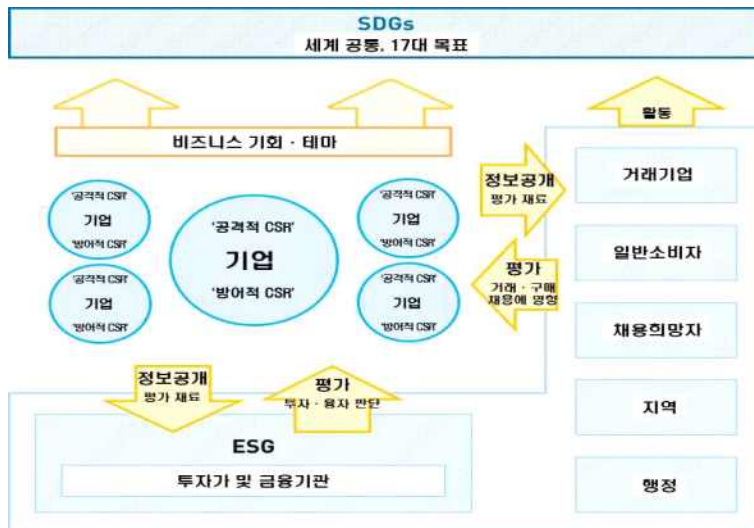 SDGs
세계 공통, 17대 목표
비즈니스 기회 · 테마
활동
'공격적 CSR'
기업
'방어적 CSR'
'공격적 CSR'
기업
'방어적 CSR'
'공격적 CSR'
기업
'방어적 CSR'
'공격적 CSR'
기업
'방어적 CSR'
'공격적 CSR'
기업
'방어적 CSR'
정보공개
평가 재료
평가
거래 · 구매
채용에 영향
거래기업
일반소비자
채용희망자
지역
행정
정보공개
평가 재료
평가
투자 · 융자 판단
ESG
투자가 및 금융기관